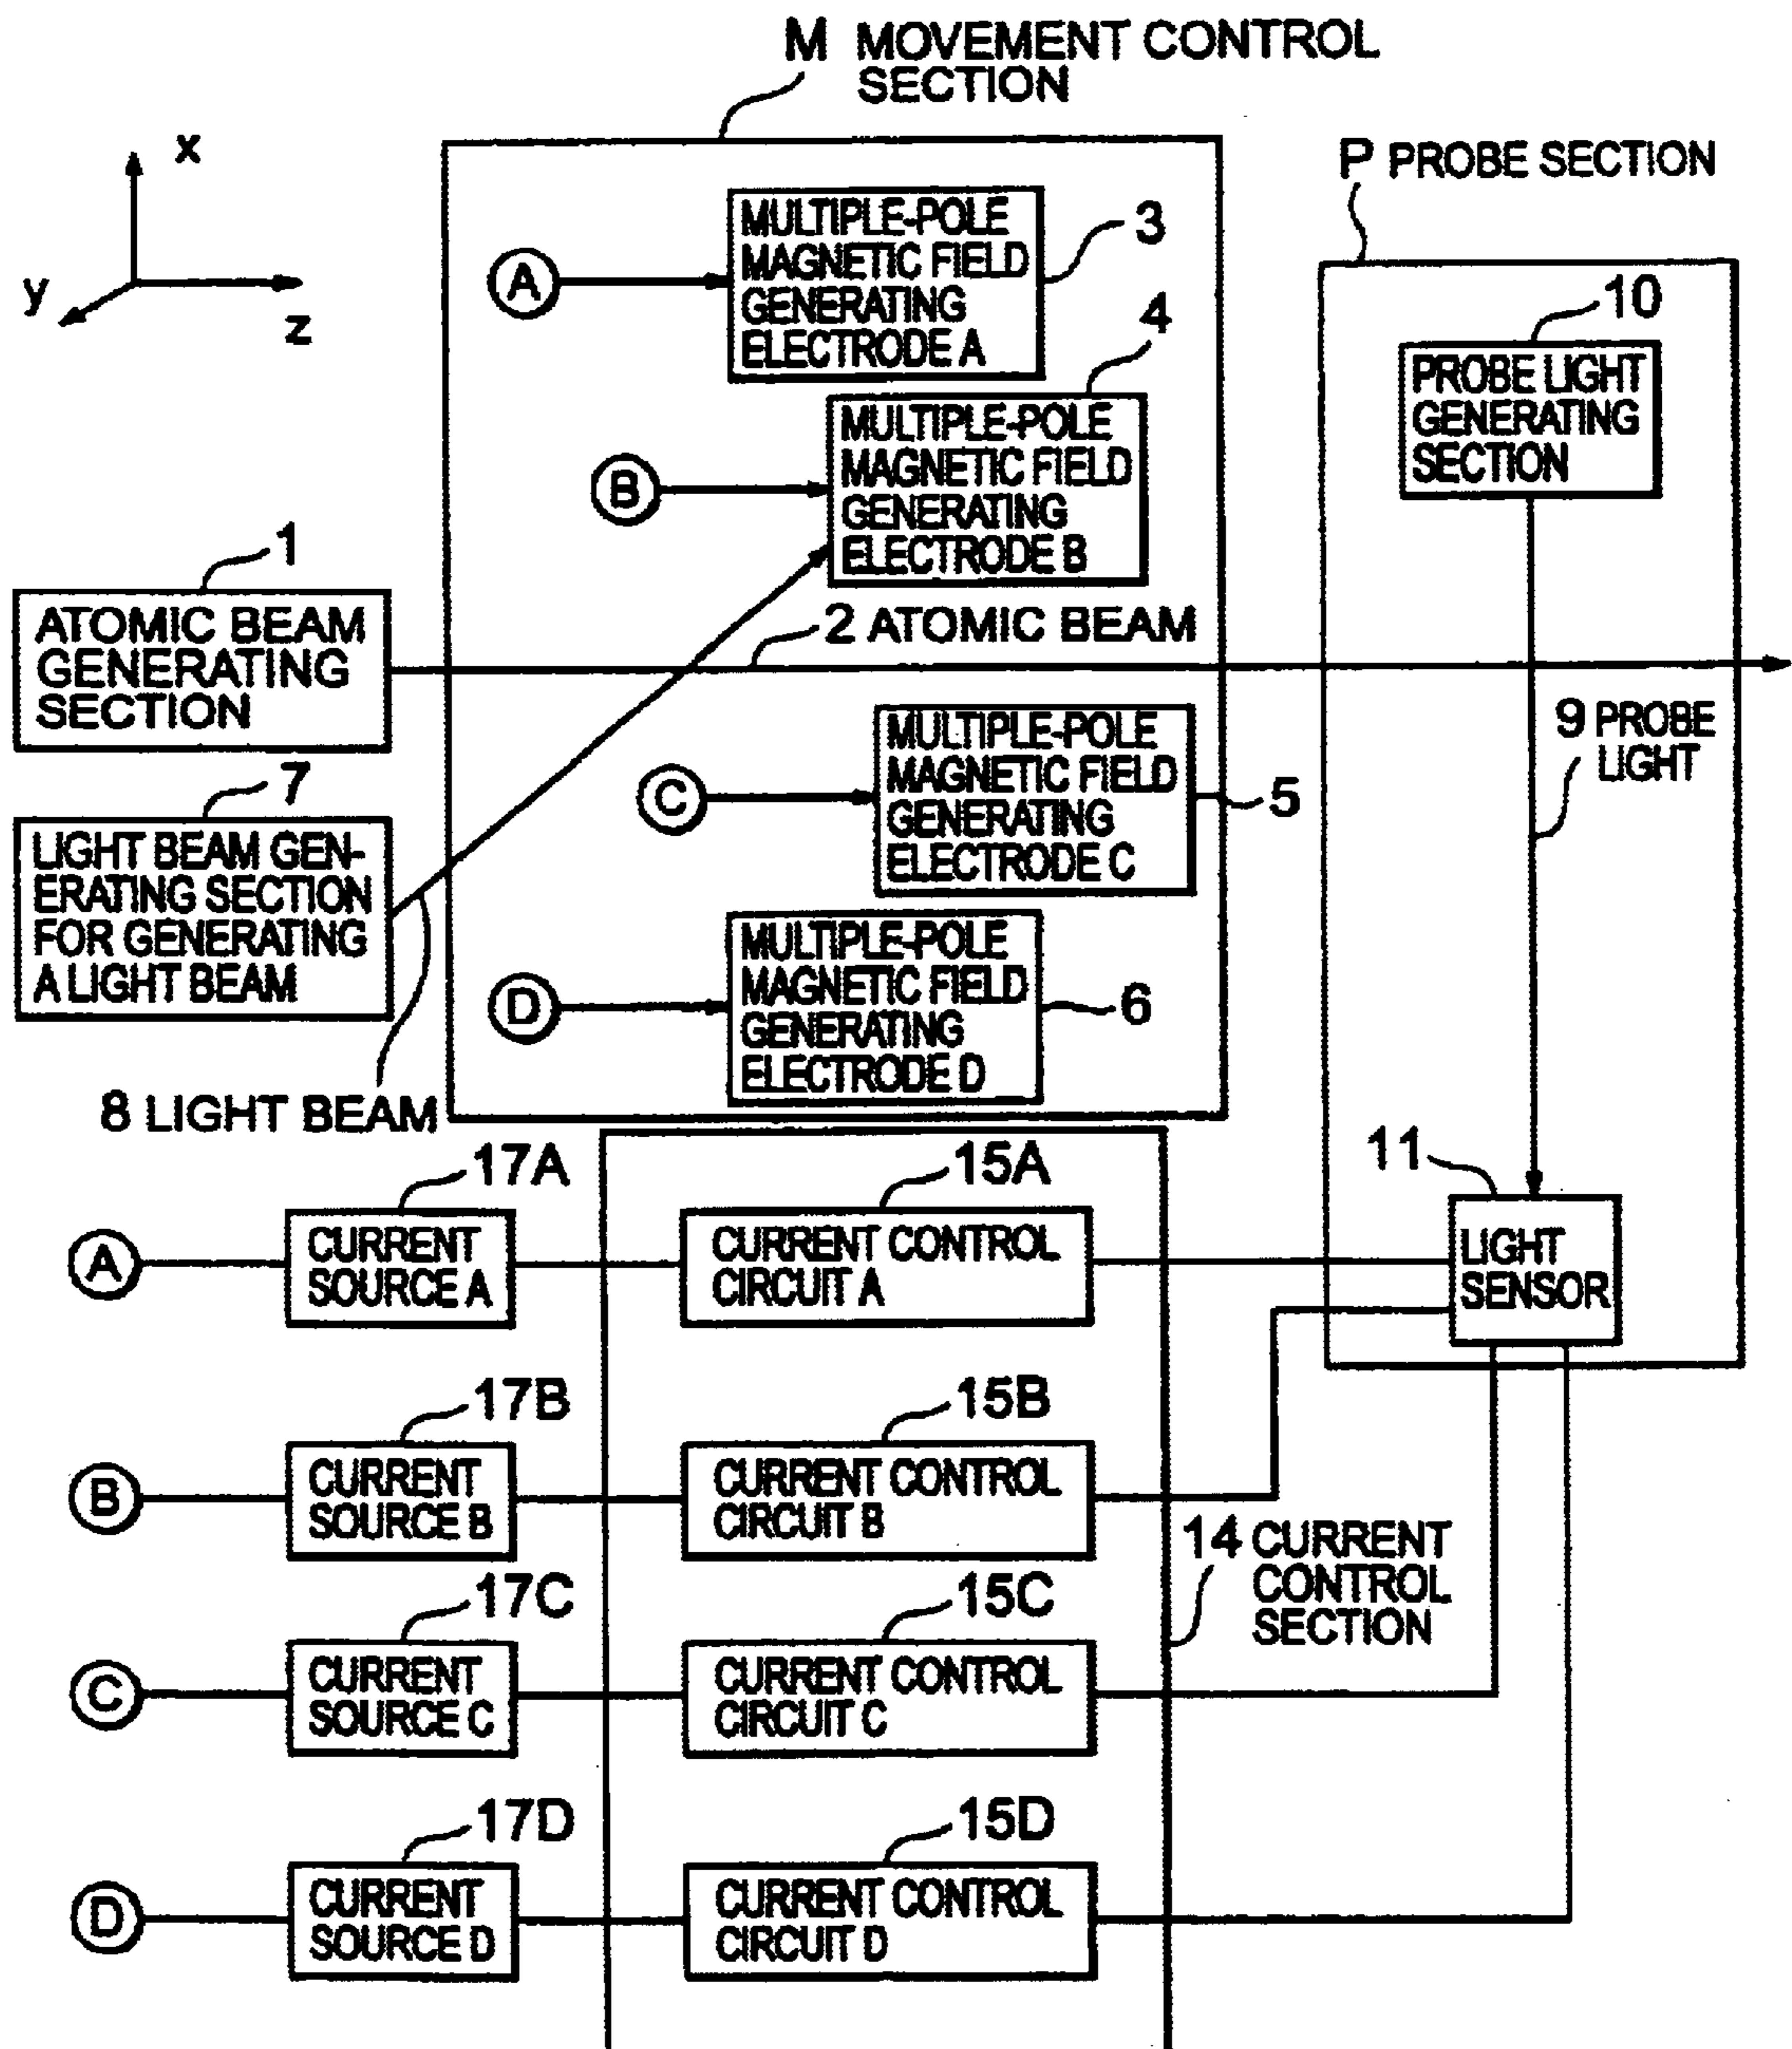 M MOVEMENT CONTROL
SECTION
x
y
z
P PROBE SECTION
A
MULTIPLE-POLE
MAGNETIC FIELD
GENERATING
ELECTRODE A
3
4
B
MULTIPLE-POLE
MAGNETIC FIELD
GENERATING
ELECTRODE B
10
PROBE LIGHT
GENERATING
SECTION
1
ATOMIC BEAM
GENERATING
SECTION
2 ATOMIC BEAM
9 PROBE
LIGHT
7
LIGHT BEAM GEN-
ERATING SECTION
FOR GENERATING
A LIGHT BEAM
C
MULTIPLE-POLE
MAGNETIC FIELD
GENERATING
ELECTRODE C
5
D
MULTIPLE-POLE
MAGNETIC FIELD
GENERATING
ELECTRODE D
6
8 LIGHT BEAM
17A
15A
11
A
CURRENT
SOURCE A
CURRENT CONTROL
CIRCUIT A
LIGHT
SENSOR
17B
15B
B
CURRENT
SOURCE B
CURRENT CONTROL
CIRCUIT B
14 CURRENT
CONTROL
SECTION
17C
15C
C
CURRENT
SOURCE C
CURRENT CONTROL
CIRCUIT C
17D
15D
D
CURRENT
SOURCE D
CURRENT CONTROL
CIRCUIT D